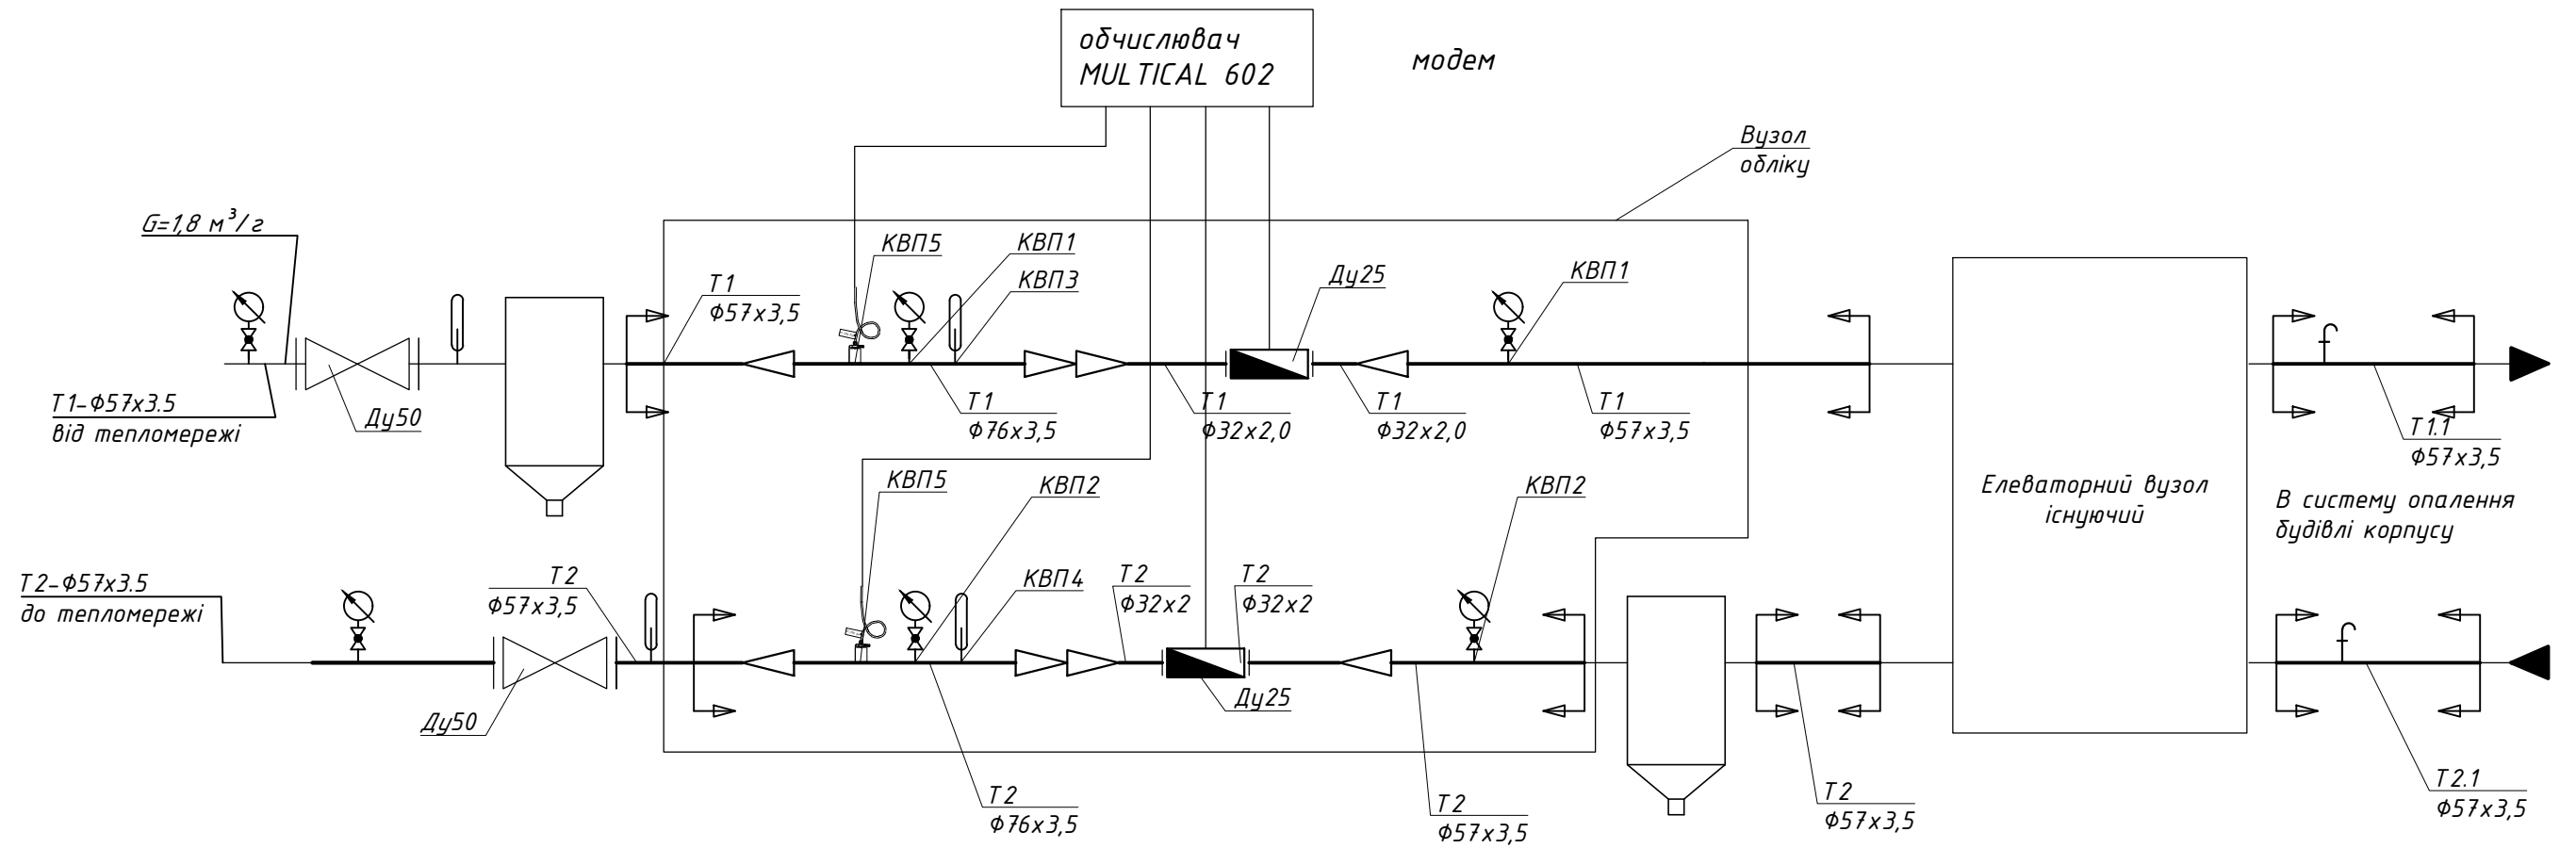 обчислювач
MULTICAL 602
модем
Вузол
обліку
G=1,8 м³/г
КВП5
КВП1
КВП3
Ду25
КВП1
Т1
Ф57х3,5
Т1-Ф57х3.5
від тепломережі
Ду50
Т1
Ф76х3,5
Т1
Ф32х2,0
Т1
Ф32х2,0
Т1
Ф57х3,5
Т1.1
Ф57х3,5
КВП5
КВП2
КВП2
Елеваторний вузол
існуючий
В систему опалення
будівлі корпусу
Т2-Ф57х3.5
до тепломережі
Т2
Ф57х3,5
КВП4
Т2
Ф32х2
Т2
Ф32х2
Ду50
Ду25
Т2
Ф76х3,5
Т2
Ф57х3,5
Т2
Ф57х3,5
Т2.1
Ф57х3,5